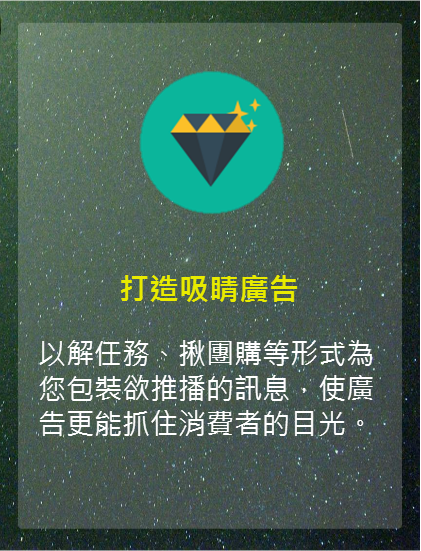 打造吸睛廣告
以解任務、揪團購等形式為
您包裝欲推播的訊息，使廣
告更能抓住消費者的目光。